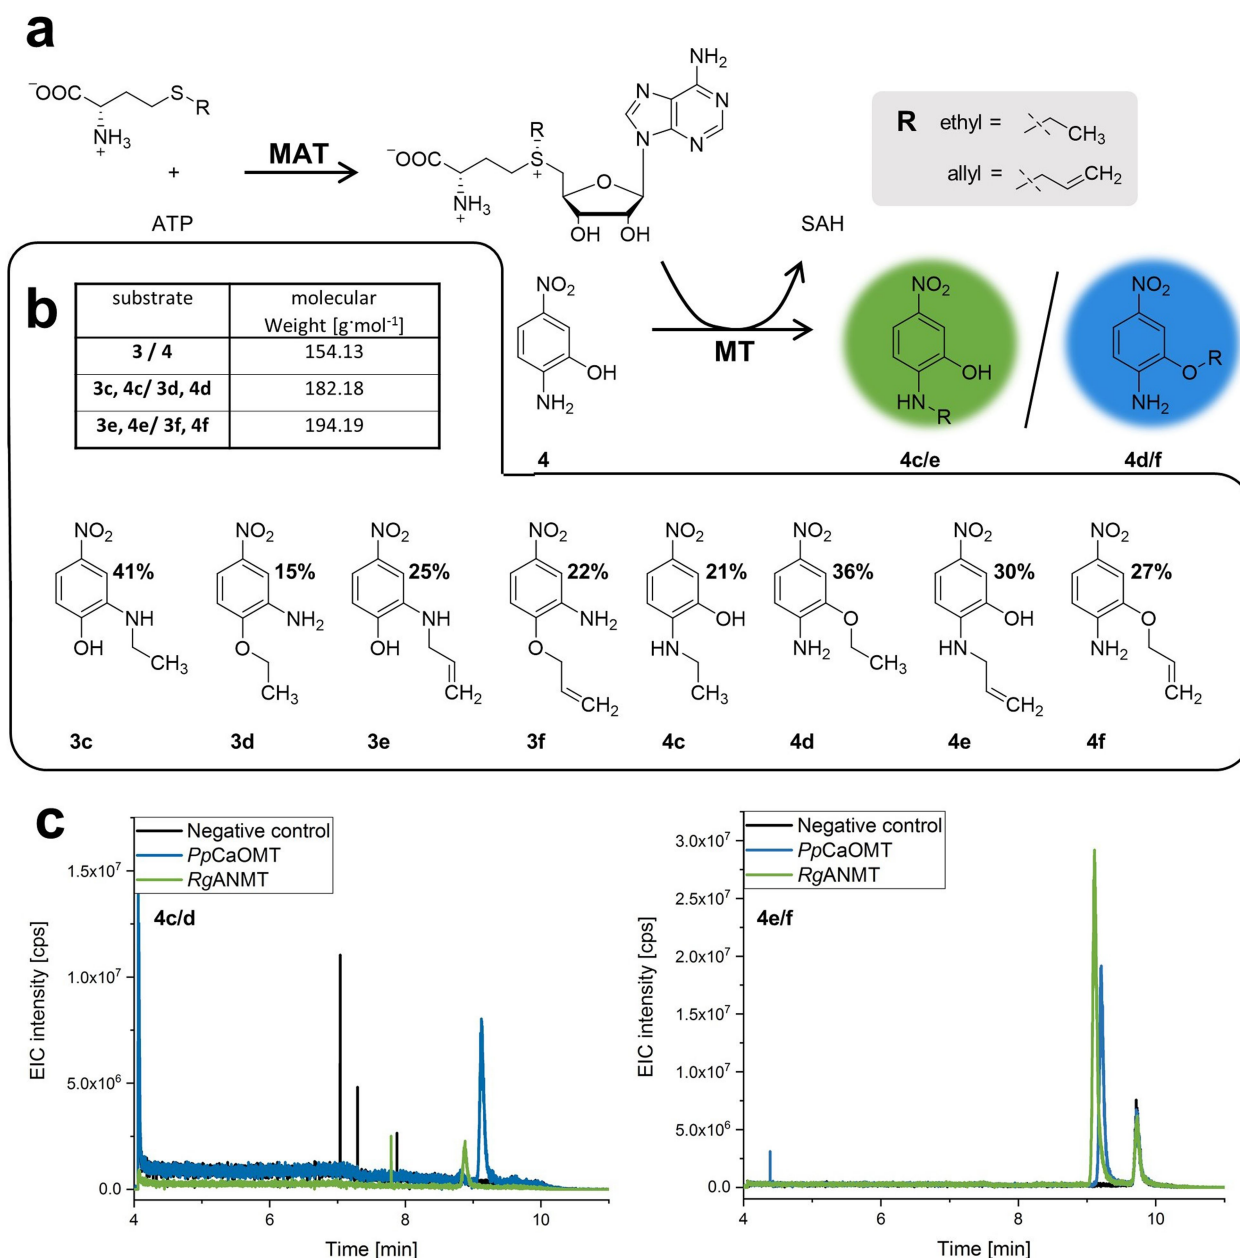 a
⁻OOC
S
R
NH₃
+
+
ATP
MAT
NH₂
N
N
N
N
R
⁻OOC
S
+
O
NH₃
+
OH
OH
R
ethyl =
CH₃
allyl =
CH₂
SAH
b
substrate
molecular
Weight [g·mol⁻¹]
3 / 4
154.13
3c, 4c/ 3d, 4d
182.18
3e, 4e/ 3f, 4f
194.19
NO₂
OH
NH₂
4
MT
NO₂
OH
HN
R
4c/e
NO₂
O
R
NH₂
4d/f
NO₂
41%
NH
OH
CH₃
3c
NO₂
15%
NH₂
O
CH₃
3d
NO₂
25%
NH
OH
CH₂
3e
NO₂
22%
NH₂
O
CH₂
3f
NO₂
21%
OH
HN
CH₃
4c
NO₂
36%
O
NH₂
CH₃
4d
NO₂
30%
OH
HN
CH₂
4e
NO₂
27%
O
NH₂
CH₂
4f
c
Negative control
PpCaOMT
RgANMT
4c/d
EIC intensity [cps]
1.5x10⁷
1.0x10⁷
5.0x10⁶
0.0
4
6
8
10
Time [min]
Negative control
PpCaOMT
RgANMT
4e/f
EIC intensity [cps]
3.0x10⁷
2.5x10⁷
2.0x10⁷
1.5x10⁷
1.0x10⁷
5.0x10⁶
0.0
4
6
8
10
Time [min]